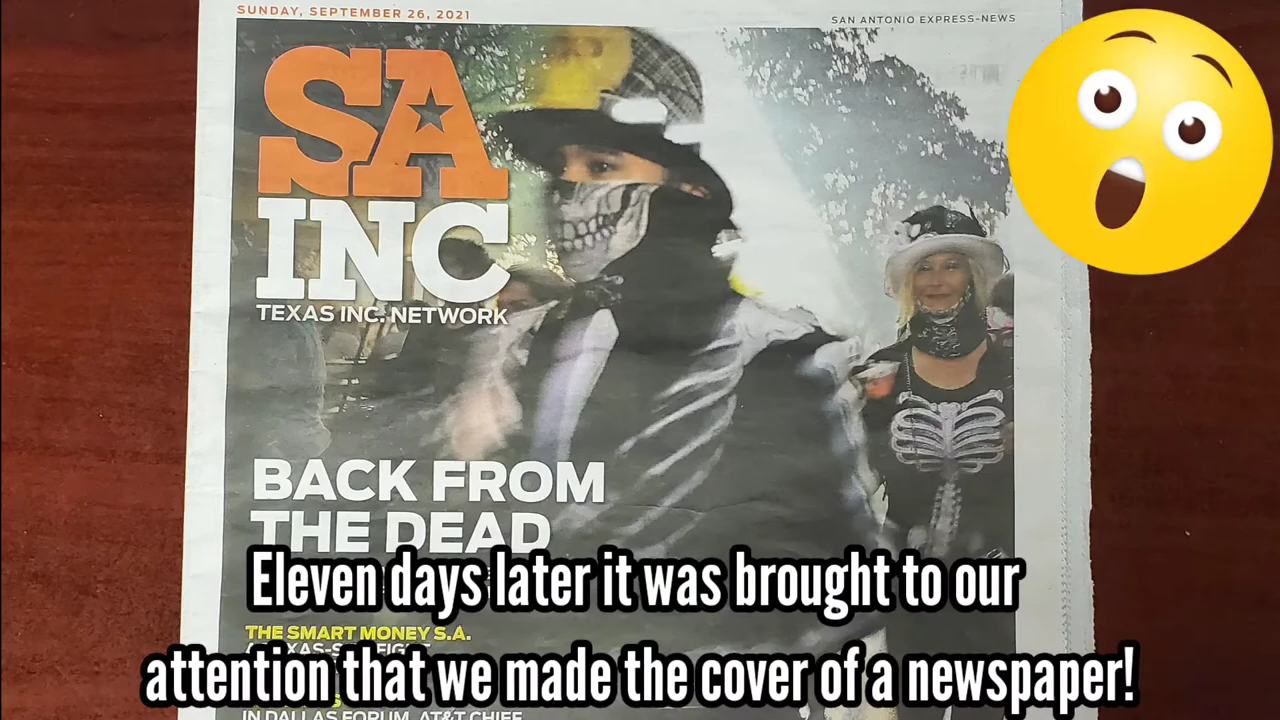 SUNDAY, SEPTEMBER 26, 2021
SAN ANTONIO EXPRESS-NEWS
SA
INC
TEXAS INC. NETWORK
BACK FROM
THE DEAD
Eleven days later it was brought to our
THE SMART MONEY S.A.
attention that we made the cover of a newspaper!
IN DALLAS FORUM, AT&T CHIEF